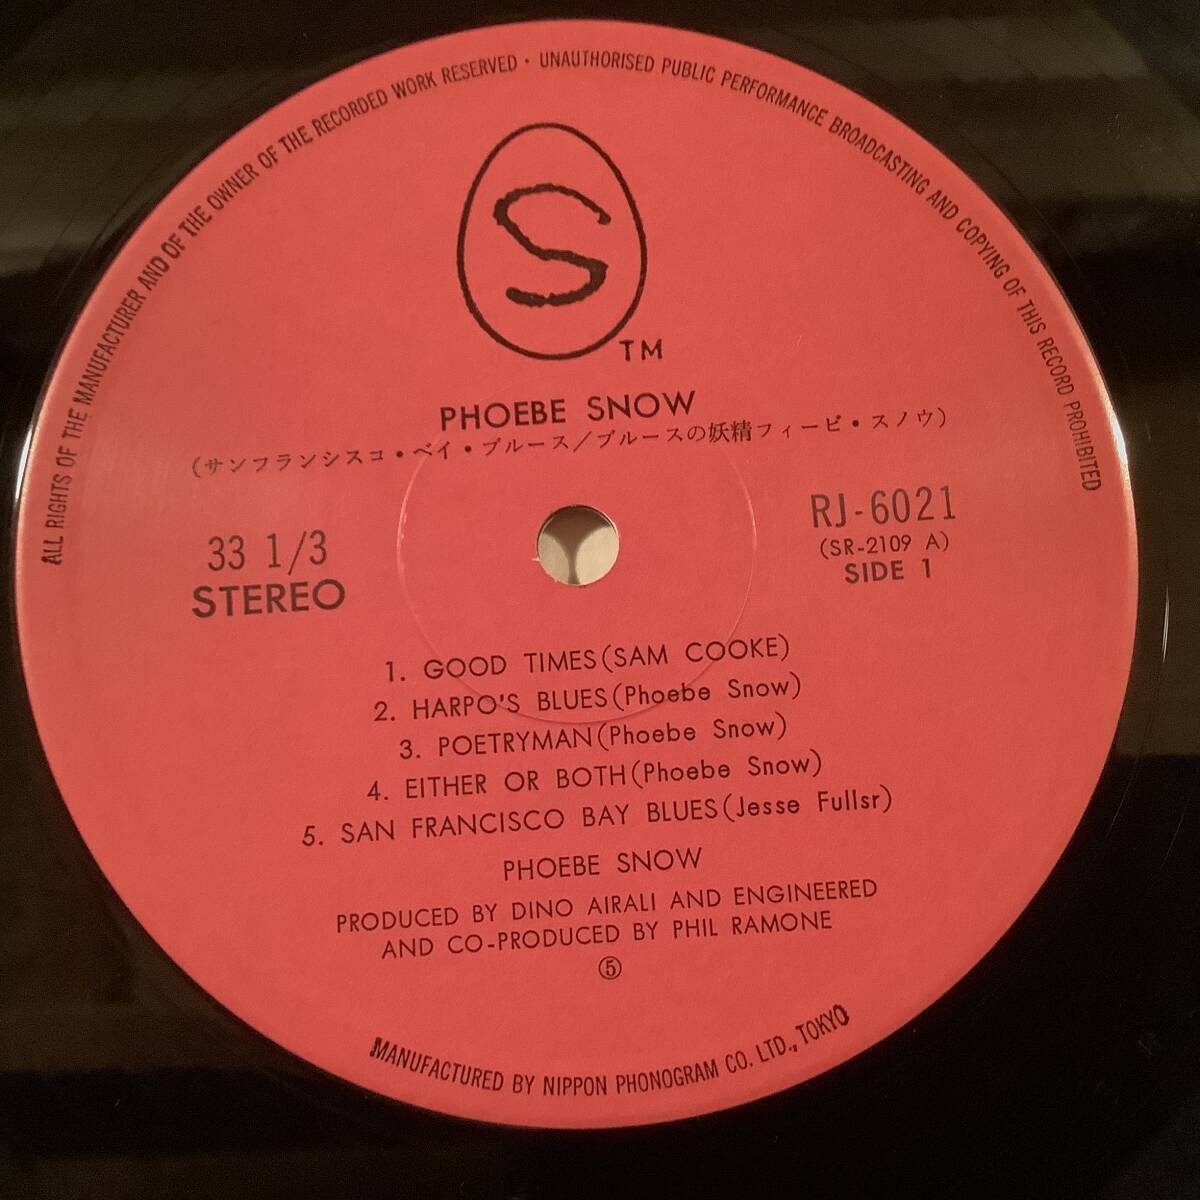 ALL RIGHTS OF THE MANUFACTURER AND OF THE OWNER OF THE RECORDED WORK RESERVED · UNAUTHORISED PUBLIC PERFORMANCE BROADCASTING AND COPYING OF THIS RECORD PROHIBITED
S
TM
PHOEBE SNOW
(サンフランシスコ・ベイ・ブルース/ブルースの妖精フィービ・スノウ)
33 1/3
STEREO
RJ-6021
(SR-2109 A)
SIDE 1
1. GOOD TIMES(SAM COOKE)
2. HARPO'S BLUES(Phoebe Snow)
3. POETRYMAN(Phoebe Snow)
4. EITHER OR BOTH(Phoebe Snow)
5. SAN FRANCISCO BAY BLUES(Jesse Fullsr)
PHOEBE SNOW
PRODUCED BY DINO AIRALI AND ENGINEERED
AND CO-PRODUCED BY PHIL RAMONE
⑤
MANUFACTURED BY NIPPON PHONOGRAM CO. LTD., TOKYO